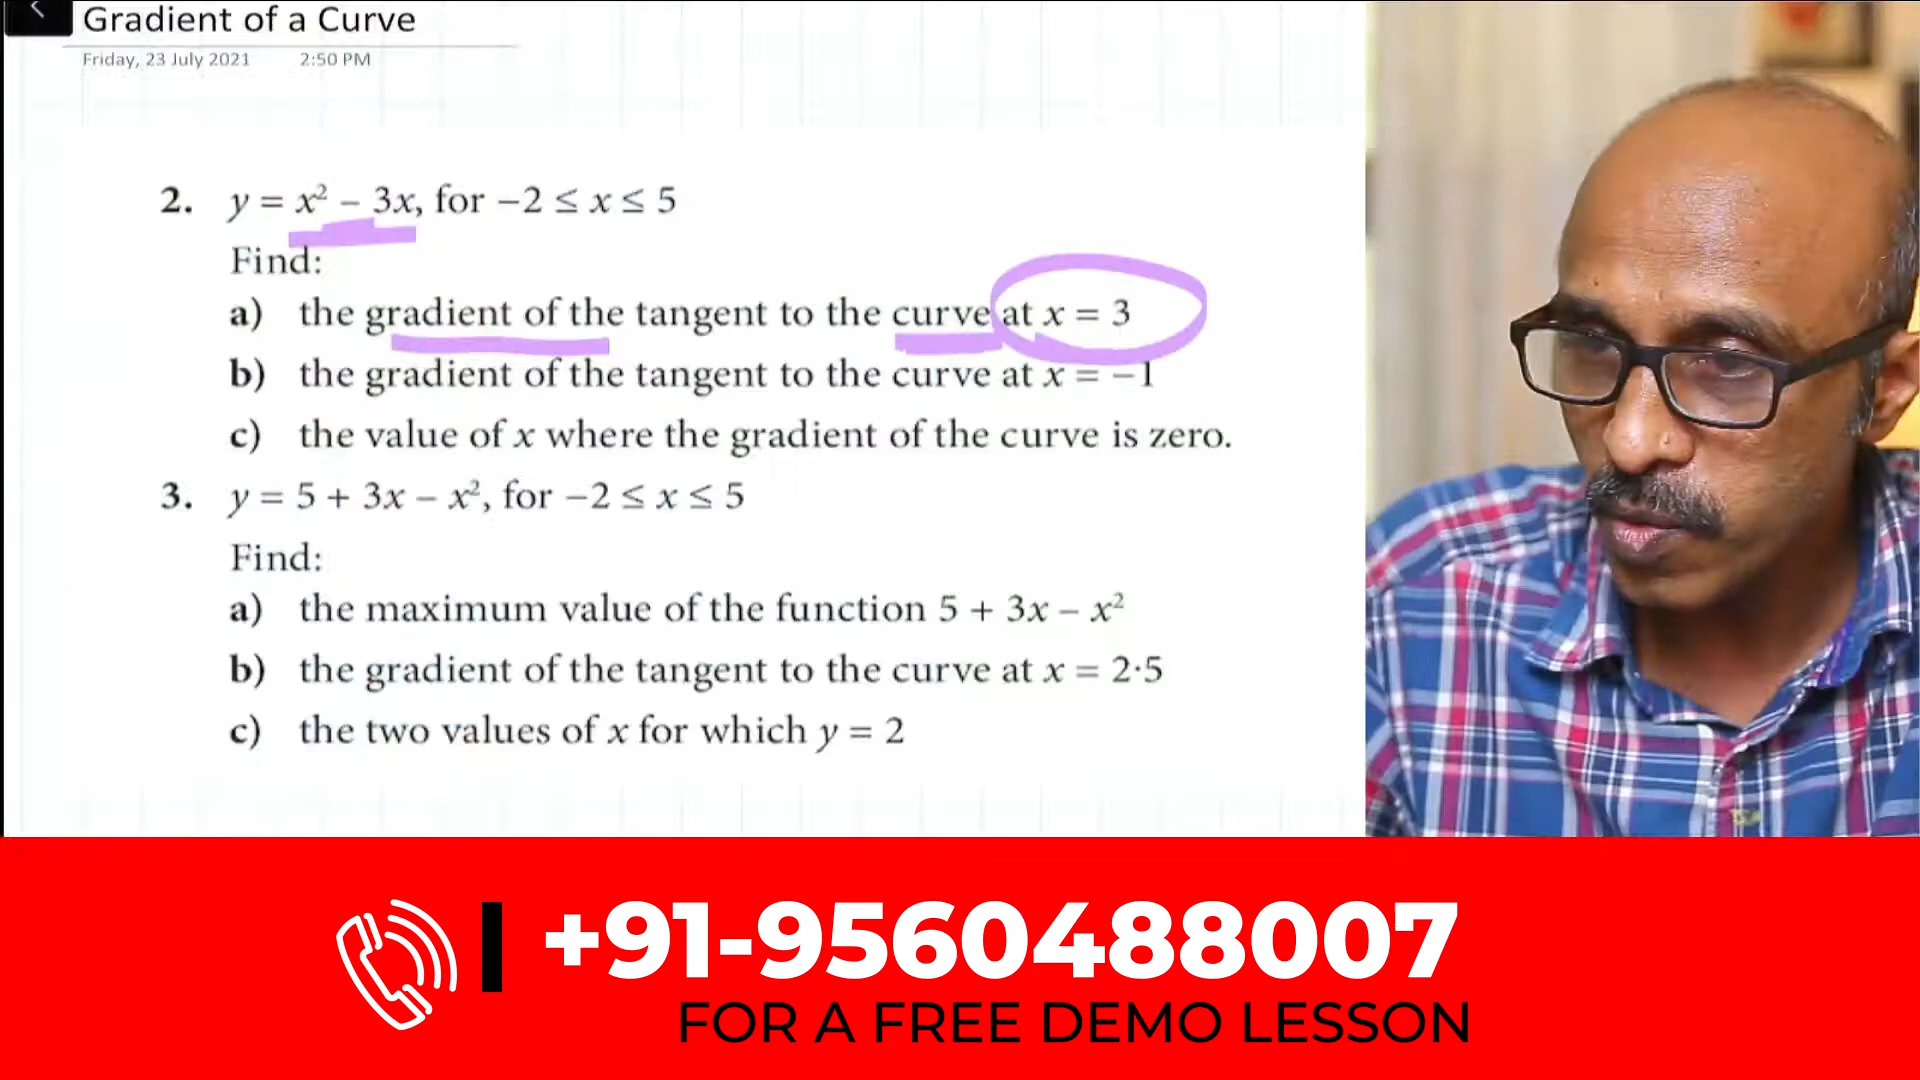 Gradient of a Curve
Friday, 23 July 2021 2:50 PM
2. y = x² – 3x, for −2 ≤ x ≤ 5
Find:
a) the gradient of the tangent to the curve at x = 3
b) the gradient of the tangent to the curve at x = −1
c) the value of x where the gradient of the curve is zero.
3. y = 5 + 3x – x², for −2 ≤ x ≤ 5
Find:
a) the maximum value of the function 5 + 3x – x²
b) the gradient of the tangent to the curve at x = 2·5
c) the two values of x for which y = 2
+91-9560488007
FOR A FREE DEMO LESSON